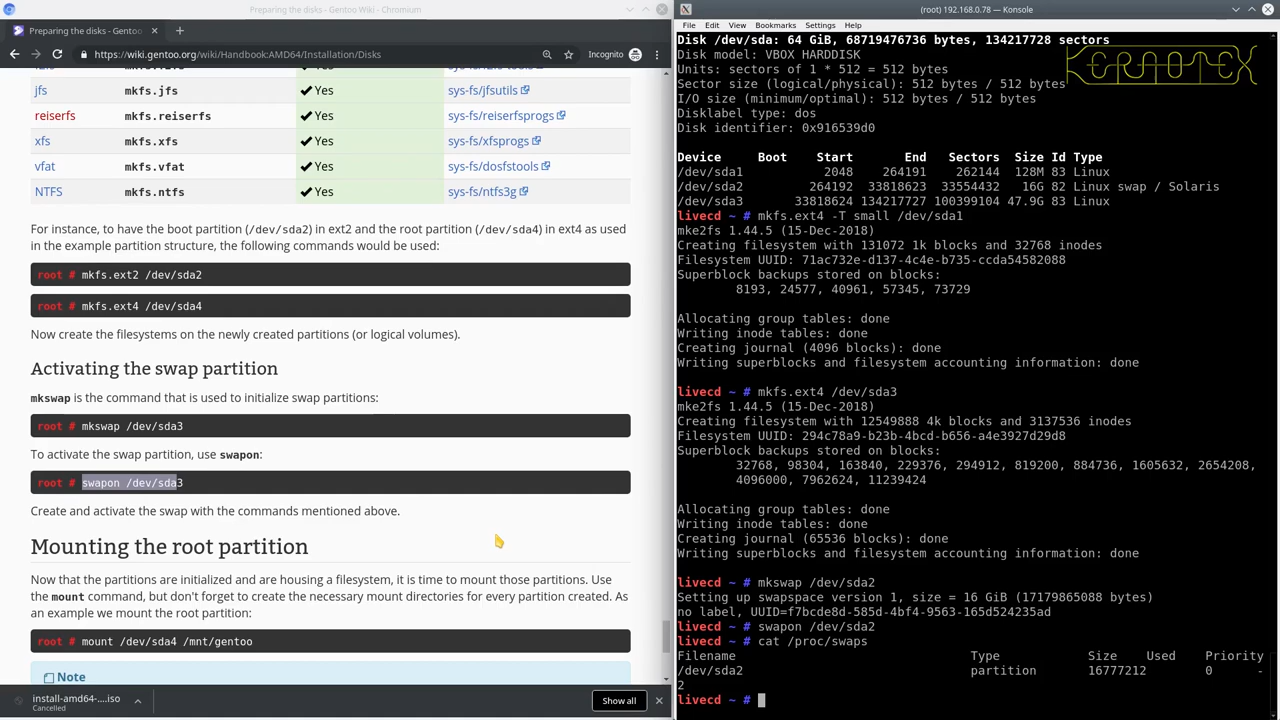 Preparing the disks - Gentoo Wiki - Chromium
Preparing the disks - Gentoo
https://wiki.gentoo.org/wiki/Handbook:AMD64/Installation/Disks
Incognito
jfs mkfs.jfs Yes sys-fs/jfsutils
reiserfs mkfs.reiserfs Yes sys-fs/reiserfsprogs
xfs mkfs.xfs Yes sys-fs/xfsprogs
vfat mkfs.vfat Yes sys-fs/dosfstools
NTFS mkfs.ntfs Yes sys-fs/ntfs3g
For instance, to have the boot partition (/dev/sda2) in ext2 and the root partition (/dev/sda4) in ext4 as used
in the example partition structure, the following commands would be used:
root # mkfs.ext2 /dev/sda2
root # mkfs.ext4 /dev/sda4
Now create the filesystems on the newly created partitions (or logical volumes).
Activating the swap partition
mkswap is the command that is used to initialize swap partitions:
root # mkswap /dev/sda3
To activate the swap partition, use swapon:
root # swapon /dev/sda3
Create and activate the swap with the commands mentioned above.
Mounting the root partition
Now that the partitions are initialized and are housing a filesystem, it is time to mount those partitions. Use
the mount command, but don't forget to create the necessary mount directories for every partition created. As
an example we mount the root partition:
root # mount /dev/sda4 /mnt/gentoo
Note
install-amd64-....iso
Cancelled
Show all
(root) 192.168.0.78 — Konsole
File Edit View Bookmarks Settings Help
Disk /dev/sda: 64 GiB, 68719476736 bytes, 134217728 sectors
Disk model: VBOX HARDDISK
Units: sectors of 1 * 512 = 512 bytes
Sector size (logical/physical): 512 bytes / 512 bytes
I/O size (minimum/optimal): 512 bytes / 512 bytes
Disklabel type: dos
Disk identifier: 0x916539d0
Device Boot Start End Sectors Size Id Type
/dev/sda1 2048 264191 262144 128M 83 Linux
/dev/sda2 264192 33818623 33554432 16G 82 Linux swap / Solaris
/dev/sda3 33818624 134217727 100399104 47.9G 83 Linux
livecd ~ # mkfs.ext4 -T small /dev/sda1
mke2fs 1.44.5 (15-Dec-2018)
Creating filesystem with 131072 1k blocks and 32768 inodes
Filesystem UUID: 71ac732e-d137-4c4e-b735-ccda54582088
Superblock backups stored on blocks:
8193, 24577, 40961, 57345, 73729
Allocating group tables: done
Writing inode tables: done
Creating journal (4096 blocks): done
Writing superblocks and filesystem accounting information: done
livecd ~ # mkfs.ext4 /dev/sda3
mke2fs 1.44.5 (15-Dec-2018)
Creating filesystem with 12549888 4k blocks and 3137536 inodes
Filesystem UUID: 294c78a9-b23b-4bcd-b656-a4e3927d29d8
Superblock backups stored on blocks:
32768, 98304, 163840, 229376, 294912, 819200, 884736, 1605632, 2654208,
4096000, 7962624, 11239424
Allocating group tables: done
Writing inode tables: done
Creating journal (65536 blocks): done
Writing superblocks and filesystem accounting information: done
livecd ~ # mkswap /dev/sda2
Setting up swapspace version 1, size = 16 GiB (17179865088 bytes)
no label, UUID=f7bcde8d-585d-4bf4-9563-165d524235ad
livecd ~ # swapon /dev/sda2
livecd ~ # cat /proc/swaps
Filename Type Size Used Priority
/dev/sda2 partition 16777212 0 -
2
livecd ~ #